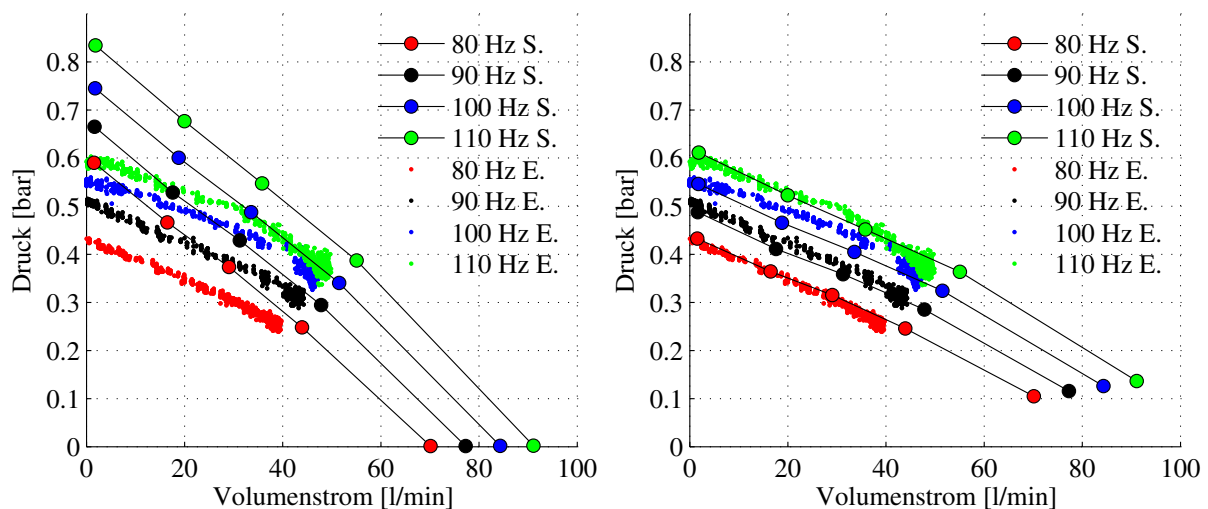 80 Hz S.
90 Hz S.
100 Hz S.
110 Hz S.
80 Hz E.
90 Hz E.
100 Hz E.
110 Hz E.
0.8
0.7
0.6
0.5
0.4
0.3
0.2
0.1
0
Druck [bar]
0 20 40 60 80 100
Volumenstrom [l/min]
80 Hz S.
90 Hz S.
100 Hz S.
110 Hz S.
80 Hz E.
90 Hz E.
100 Hz E.
110 Hz E.
0.8
0.7
0.6
0.5
0.4
0.3
0.2
0.1
0
Druck [bar]
0 20 40 60 80 100
Volumenstrom [l/min]